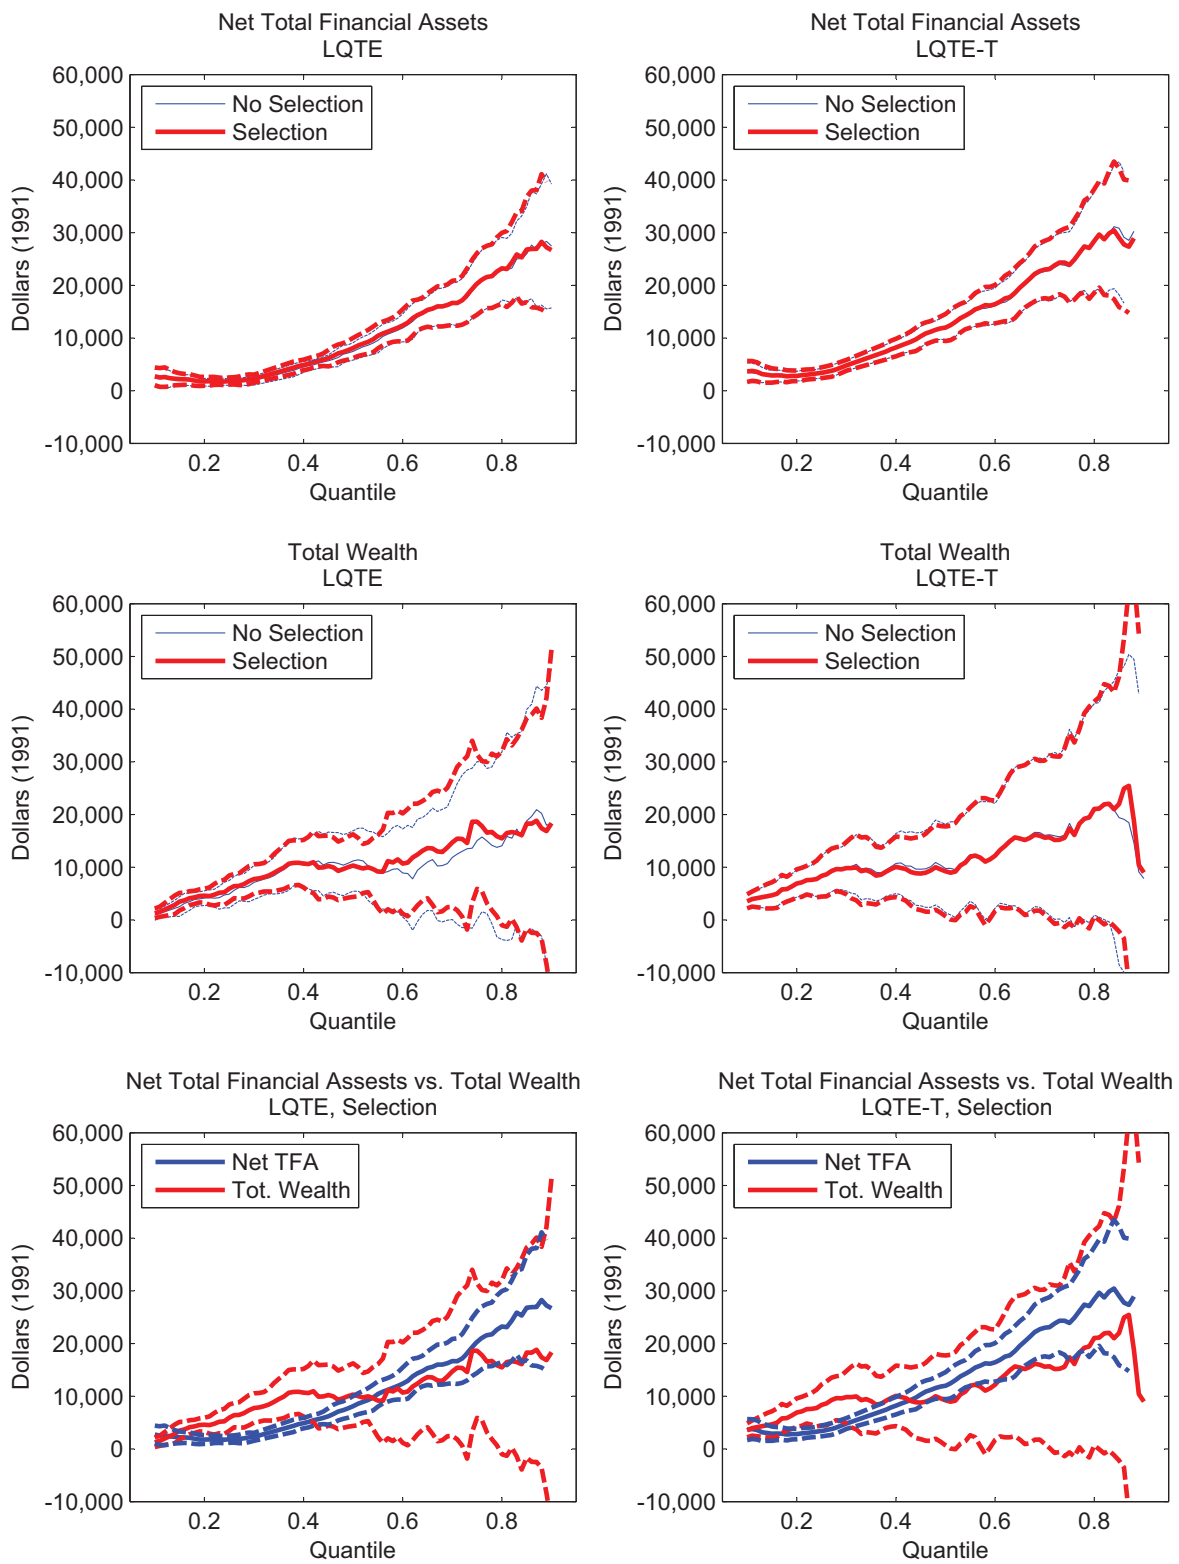 Net Total Financial Assets
LQTE
60,000
50,000
40,000
30,000
20,000
10,000
0
-10,000
Dollars (1991)
No Selection
Selection
0.2
0.4
0.6
0.8
Quantile
Net Total Financial Assets
LQTE-T
60,000
50,000
40,000
30,000
20,000
10,000
0
-10,000
Dollars (1991)
No Selection
Selection
0.2
0.4
0.6
0.8
Quantile
Total Wealth
LQTE
60,000
50,000
40,000
30,000
20,000
10,000
0
-10,000
Dollars (1991)
No Selection
Selection
0.2
0.4
0.6
0.8
Quantile
Total Wealth
LQTE-T
60,000
50,000
40,000
30,000
20,000
10,000
0
-10,000
Dollars (1991)
No Selection
Selection
0.2
0.4
0.6
0.8
Quantile
Net Total Financial Assests vs. Total Wealth
LQTE, Selection
60,000
50,000
40,000
30,000
20,000
10,000
0
-10,000
Dollars (1991)
Net TFA
Tot. Wealth
0.2
0.4
0.6
0.8
Quantile
Net Total Financial Assests vs. Total Wealth
LQTE-T, Selection
60,000
50,000
40,000
30,000
20,000
10,000
0
-10,000
Dollars (1991)
Net TFA
Tot. Wealth
0.2
0.4
0.6
0.8
Quantile